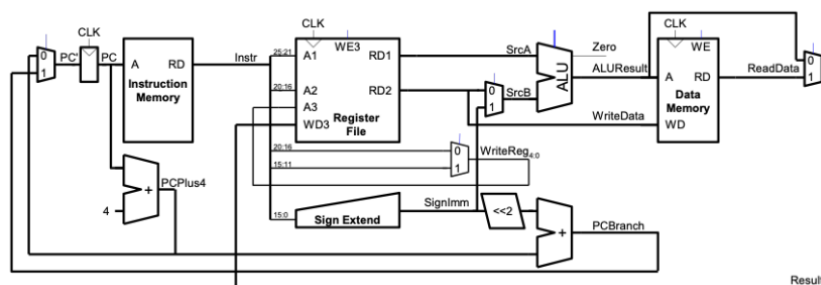 CLK
CLK
CLK
0
1
PC'
PC
A RD
Instruction
Memory
Instr
25:21
20:16
A1
WE3
RD1
A2
RD2
A3
WD3
Register
File
SrcA
0
1
SrcB
ALU
Zero
ALUResult
WE
A RD
Data
Memory
WD
ReadData
0
1
WriteData
20:16
15:11
0
1
WriteReg4:0
PCPlus4
+
4
15:0
Sign Extend
SignImm
<<2
+
PCBranch
Result